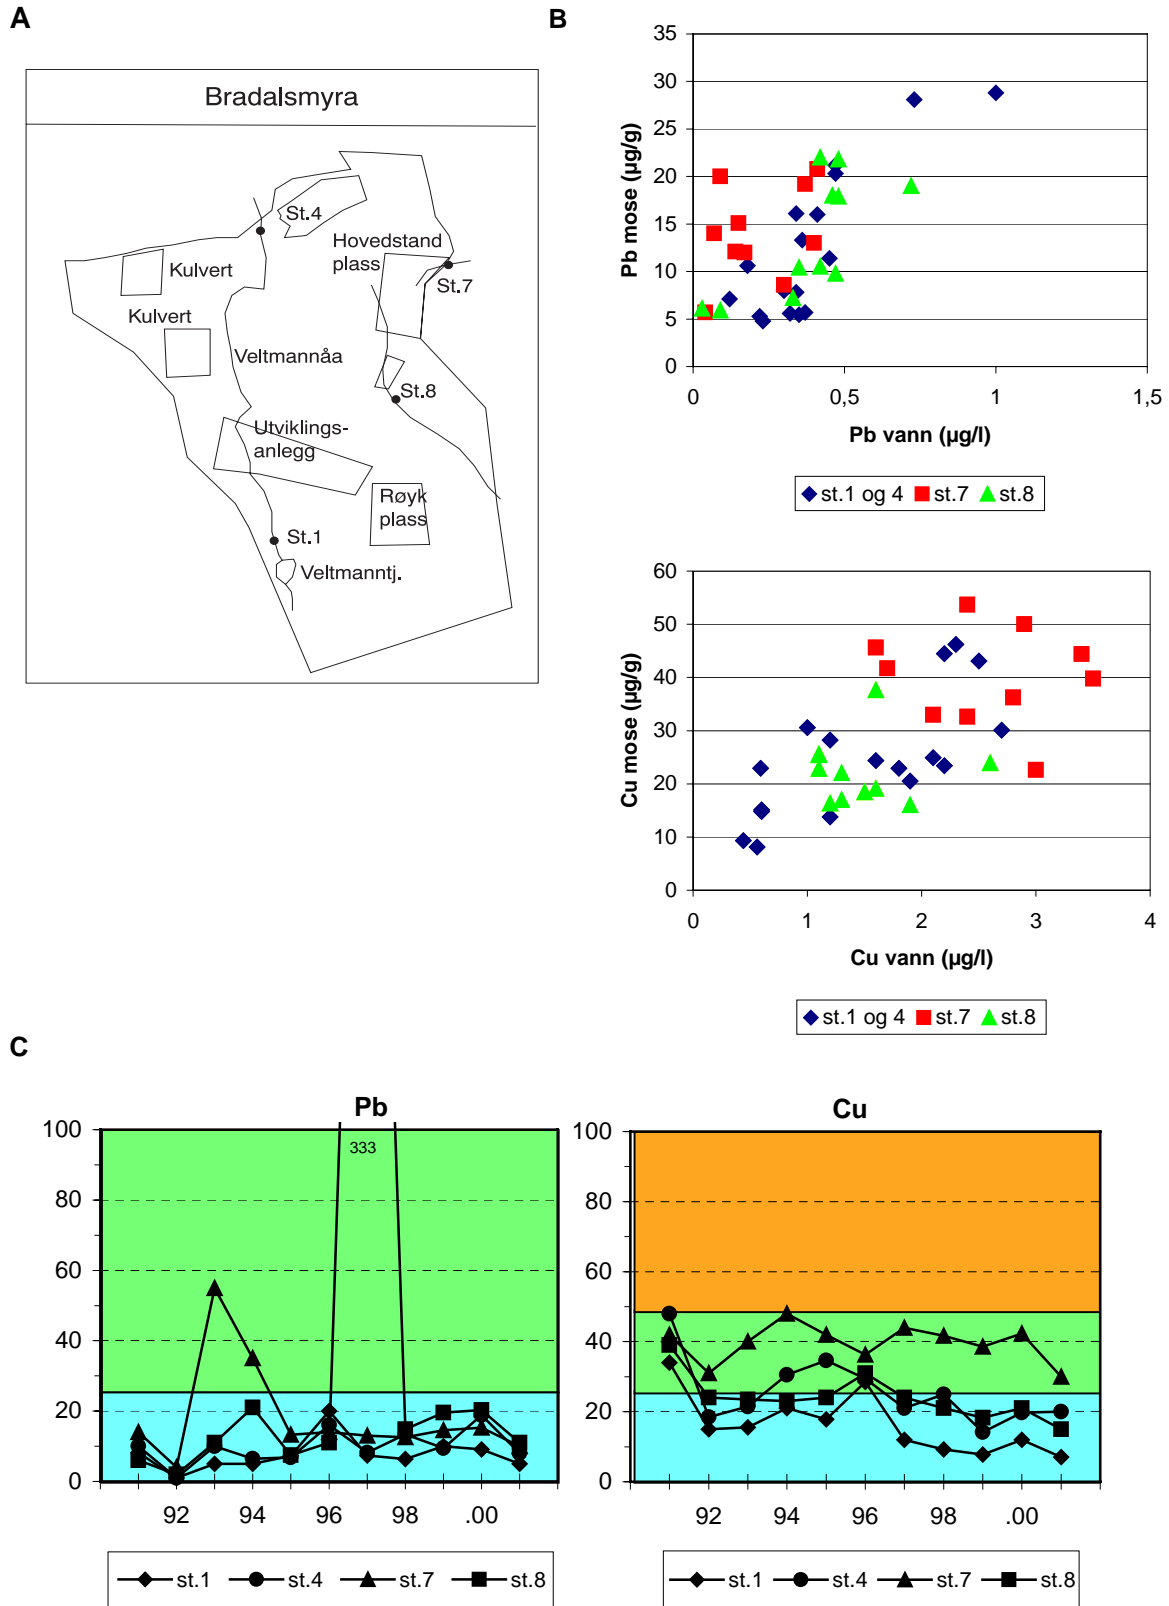 A
Bradalsmyra
St.4
Hovedstand
plass
St.7
Kulvert
Kulvert
Veltmannåa
St.8
Utviklings-
anlegg
Røyk
plass
St.1
Veltmanntj.
B
35
30
25
20
15
10
5
0
Pb mose (µg/g)
0 0,5 1 1,5
Pb vann (µg/l)
st.1 og 4 st.7 st.8
60
50
40
30
20
10
0
Cu mose (µg/g)
0 1 2 3 4
Cu vann (µg/l)
st.1 og 4 st.7 st.8
C
Pb
100
80
60
40
20
0
333
92 94 96 98 .00
st.1 st.4 st.7 st.8
Cu
100
80
60
40
20
0
92 94 96 98 .00
st.1 st.4 st.7 st.8